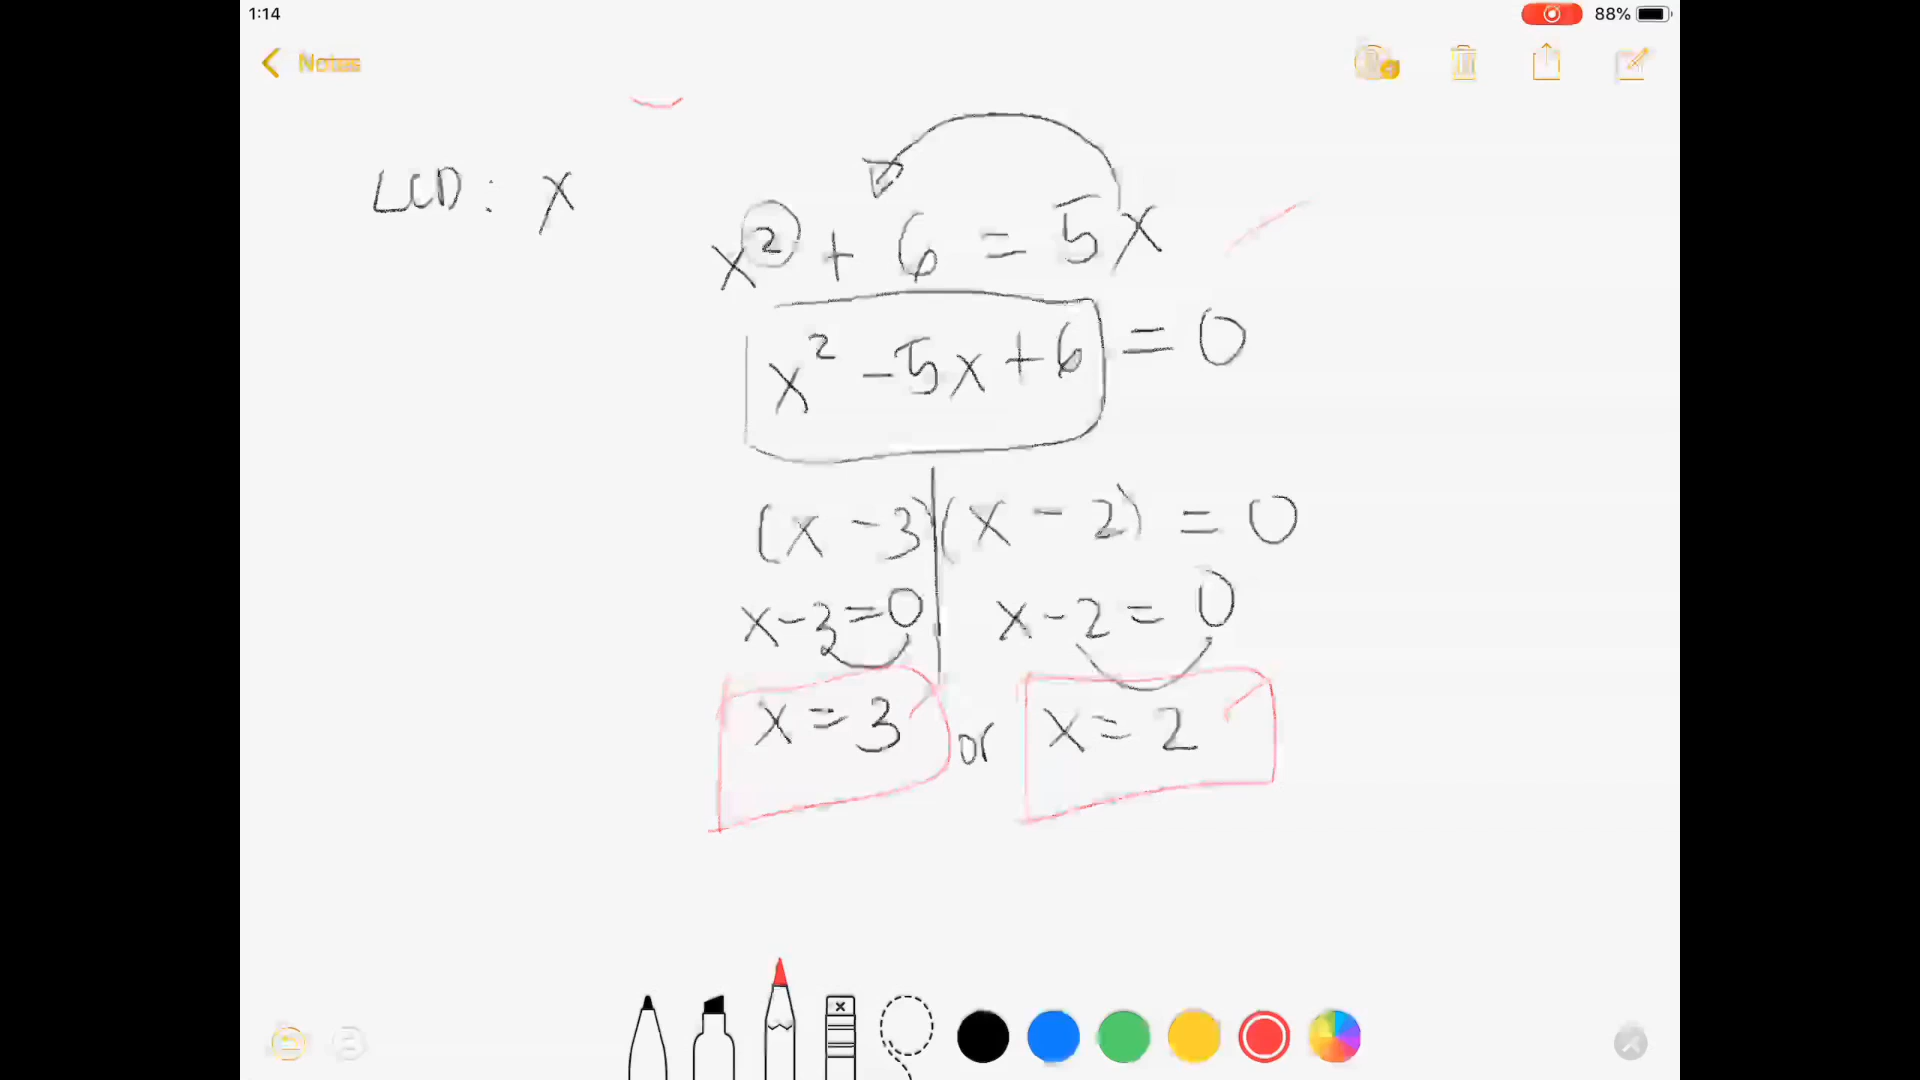 1:14
88%
Notes
LCD: x
x² + 6 = 5x
x² - 5x + 6 = 0
(x - 3)(x - 2) = 0
x - 3 = 0 x - 2 = 0
x = 3 or x = 2